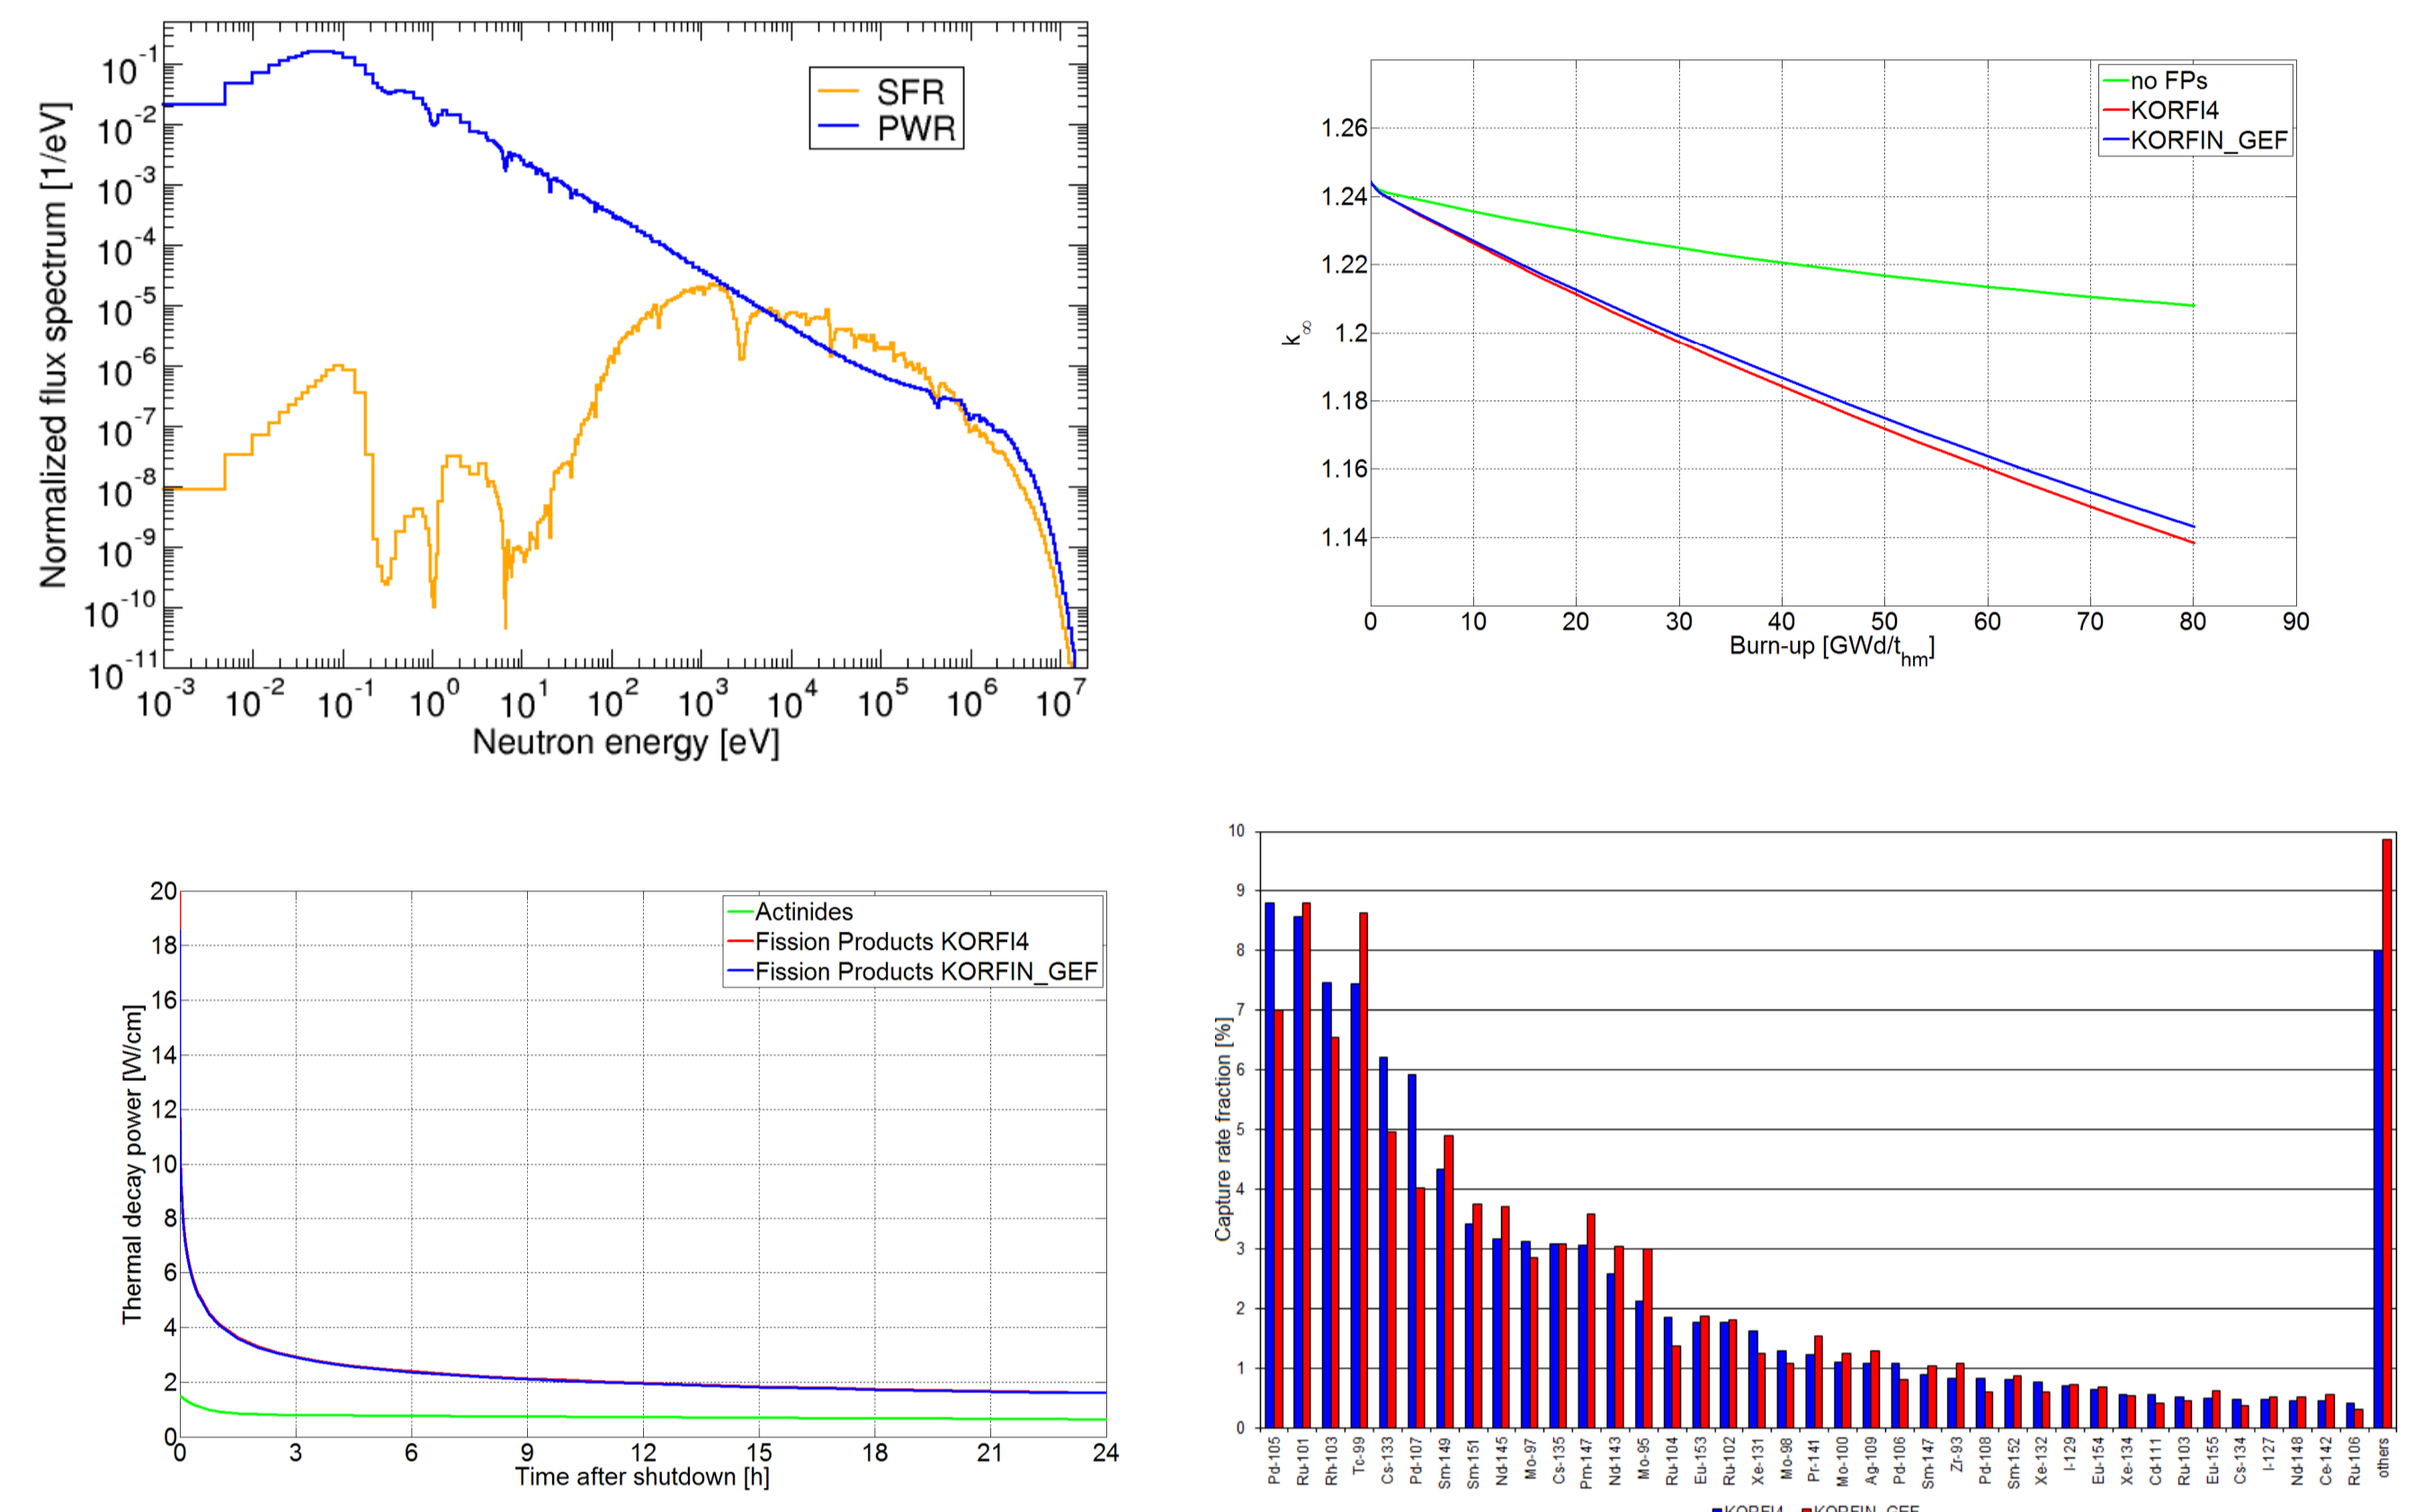 10^-1
10^-2
10^-3
10^-4
10^-5
10^-6
10^-7
10^-8
10^-9
10^-10
10^-11
Normalized flux spectrum [1/eV]
SFR
PWR
10^-3 10^-2 10^-1 10^0 10^1 10^2 10^3 10^4 10^5 10^6 10^7
Neutron energy [eV]
no FPs
KORFI4
KORFIN_GEF
1.26
1.24
1.22
1.2
1.18
1.16
1.14
k∞
0 10 20 30 40 50 60 70 80 90
Burn-up [GWd/t_hm]
20
18
16
14
12
10
8
6
4
2
0
Thermal decay power [W/cm]
Actinides
Fission Products KORFI4
Fission Products KORFIN_GEF
0 3 6 9 12 15 18 21 24
Time after shutdown [h]
10
9
8
7
6
5
4
3
2
1
0
Capture rate fraction [%]
Pd-105
Ru-101
Rh-103
Tc-99
Cs-133
Pd-107
Sm-149
Sm-151
Nd-145
Mo-97
Cs-135
Pm-147
Nd-143
Mo-95
Ru-104
Eu-153
Ru-102
Xe-131
Mo-98
Pr-141
Mo-100
Ag-109
Pd-106
Sm-147
Zr-93
Pd-108
Sm-152
Xe-132
I-129
Eu-154
Xe-134
Cd-111
Ru-103
Eu-155
Cs-134
I-127
Nd-148
Ce-142
Ru-106
others
KORFI4 KORFIN_GEF